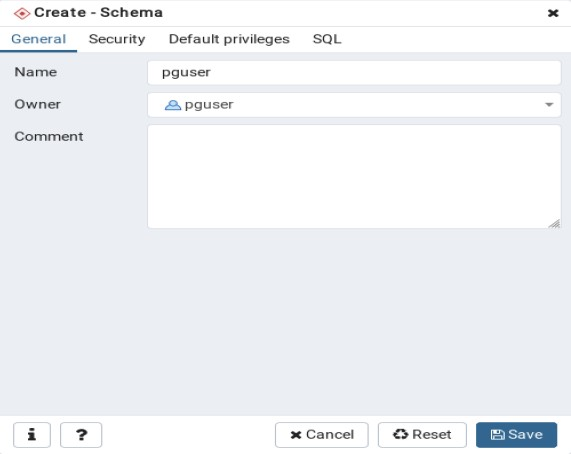 Create - Schema
General Security Default privileges SQL
Name pguser
Owner pguser
Comment
i ? Cancel Reset Save